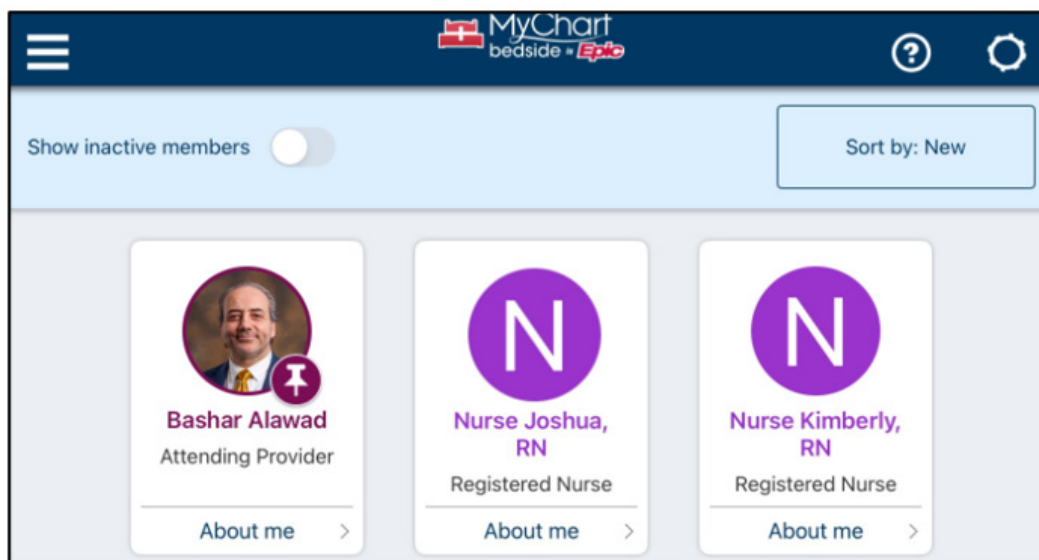 MyChart
bedside by Epic
Show inactive members
Sort by: New
N
N
Bashar Alawad
Attending Provider
About me
Nurse Joshua,
RN
Registered Nurse
About me
Nurse Kimberly,
RN
Registered Nurse
About me